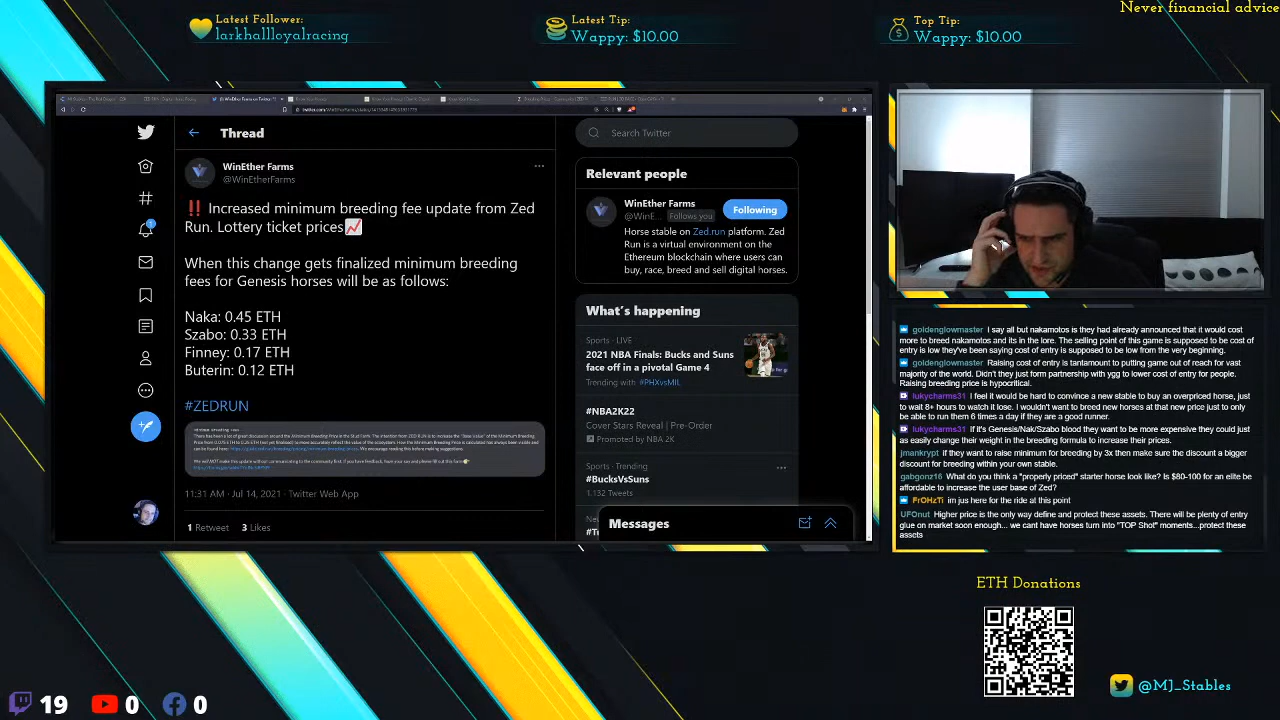 Never financial advice
Latest Follower:
larkhallloyalracing
Latest Tip:
Wappy: $10.00
Top Tip:
Wappy: $10.00
Thread
Search Twitter
WinEther Farms
@WinEtherFarms
‼ Increased minimum breeding fee update from Zed
Run. Lottery ticket prices📈
When this change gets finalized minimum breeding
fees for Genesis horses will be as follows:
Naka: 0.45 ETH
Szabo: 0.33 ETH
Finney: 0.17 ETH
Buterin: 0.12 ETH
#ZEDRUN
11:31 AM · Jul 14, 2021 · Twitter Web App
1 Retweet 3 Likes
Relevant people
WinEther Farms
@WinE... Follows you
Following
Horse stable on Zed.run platform. Zed
Run is a virtual environment on the
Ethereum blockchain where users can
buy, race, breed and sell digital horses.
What's happening
Sports · LIVE
2021 NBA Finals: Bucks and Suns
face off in a pivotal Game 4
Trending with #PHXvsMIL
#NBA2K22
Cover Stars Reveal | Pre-Order
Promoted by NBA 2K
Sports · Trending
#BucksVsSuns
1.132 Tweets
Messages
goldenglowmaster I say all but nakamotos is they had already announced that it would cost
more to breed nakamotos and its in the lore. The selling point of this game is supposed to be cost of
entry is low they've been saying cost of entry is supposed to be low from the very beginning.
goldenglowmaster Raising cost of entry is tantamount to putting game out of reach for vast
majority of the world. Didn't they just form partnership with ygg to lower cost of entry for people.
Raising breeding price is hypocritical.
lukycharms31 I feel it would be hard to convince a new stable to buy an overpriced horse, just
to wait 8+ hours to watch it lose. I wouldn't want to breed new horses at that new price just to only
be able to run them 6 times a day if they are a good runner.
lukycharms31 If it's Genesis/Nak/Szabo blood they want to be more expensive they could just
as easily change their weight in the breeding formula to increase their prices.
jmankrypt if they want to raise minimum for breeding by 3x then make sure the discount a bigger
discount for breeding within your own stable.
gabgonz16 What do you think a "properly priced" starter horse look like? Is $80-100 for an elite be
affordable to increase the user base of Zed?
FrOHzTi im jus here for the ride at this point
UFOnut Higher price is the only way define and protect these assets. There will be plenty of entry
glue on market soon enough... we cant have horses turn into "TOP Shot" moments...protect these
assets
ETH Donations
@MJ_Stables
19
0
0